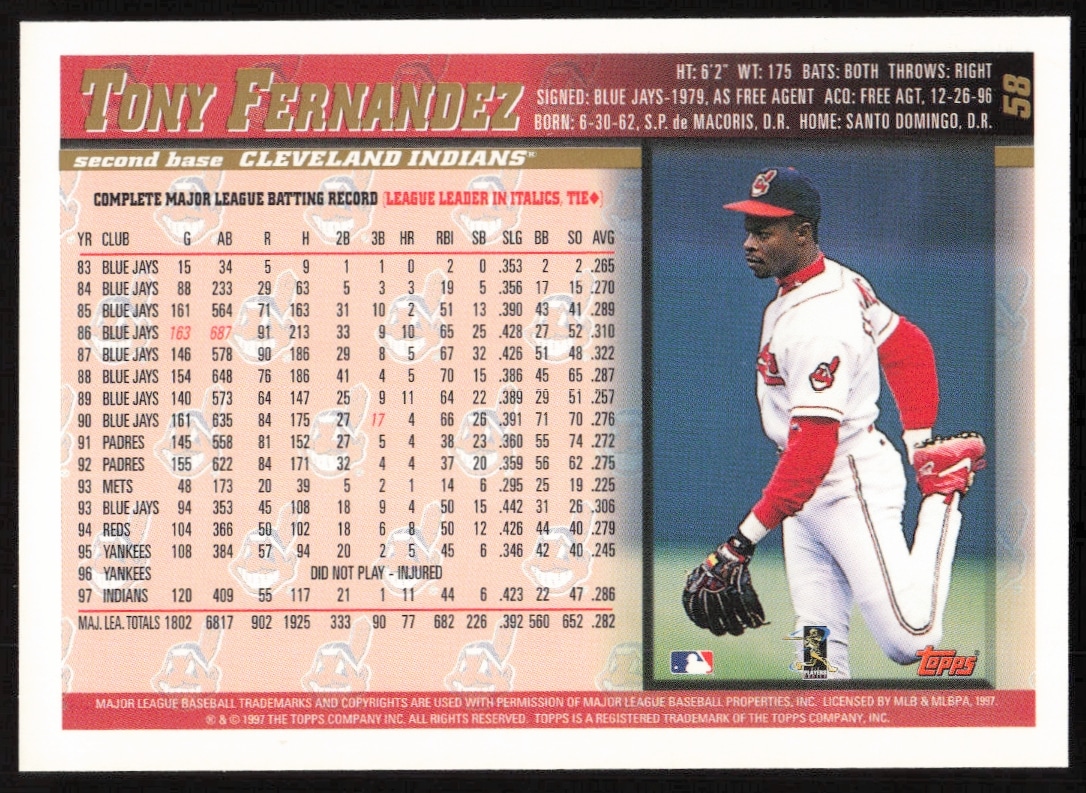 TONY FERNANDEZ
HT: 6'2" WT: 175 BATS: BOTH THROWS: RIGHT
SIGNED: BLUE JAYS-1979, AS FREE AGENT ACQ: FREE AGT, 12-26-96
BORN: 6-30-62, S.P. de MACORIS, D.R. HOME: SANTO DOMINGO, D.R.
58
second base CLEVELAND INDIANS®
COMPLETE MAJOR LEAGUE BATTING RECORD (LEAGUE LEADER IN ITALICS, TIE♦)
YR CLUB G AB R H 2B 3B HR RBI SB SLG BB SO AVG
83 BLUE JAYS 15 34 5 9 1 1 0 2 0 .353 2 2 .265
84 BLUE JAYS 88 233 29 63 5 3 3 19 5 .356 17 15 .270
85 BLUE JAYS 161 564 71 163 31 10 2 51 13 .390 43 41 .289
86 BLUE JAYS 163 687 91 213 33 9 10 65 25 .428 27 52 .310
87 BLUE JAYS 146 578 90 186 29 8 5 67 32 .426 51 48 .322
88 BLUE JAYS 154 648 76 186 41 4 5 70 15 .386 45 65 .287
89 BLUE JAYS 140 573 64 147 25 9 11 64 22 .389 29 51 .257
90 BLUE JAYS 161 635 84 175 27 17 4 66 26 .391 71 70 .276
91 PADRES 145 558 81 152 27 5 4 38 23 .360 55 74 .272
92 PADRES 155 622 84 171 32 4 4 37 20 .359 56 62 .275
93 METS 48 173 20 39 5 2 1 14 6 .295 25 19 .225
93 BLUE JAYS 94 353 45 108 18 9 4 50 15 .442 31 26 .306
94 REDS 104 366 50 102 18 6 8 50 12 .426 44 40 .279
95 YANKEES 108 384 57 94 20 2 5 45 6 .346 42 40 .245
96 YANKEES DID NOT PLAY - INJURED
97 INDIANS 120 409 55 117 21 1 11 44 6 .423 22 47 .286
MAJ. LEA. TOTALS 1802 6817 902 1925 333 90 77 682 226 .392 560 652 .282
Topps®
MAJOR LEAGUE BASEBALL TRADEMARKS AND COPYRIGHTS ARE USED WITH PERMISSION OF MAJOR LEAGUE BASEBALL PROPERTIES, INC. LICENSED BY MLB & MLBPA, 1997.
® & © 1997 THE TOPPS COMPANY INC. ALL RIGHTS RESERVED. TOPPS IS A REGISTERED TRADEMARK OF THE TOPPS COMPANY, INC.